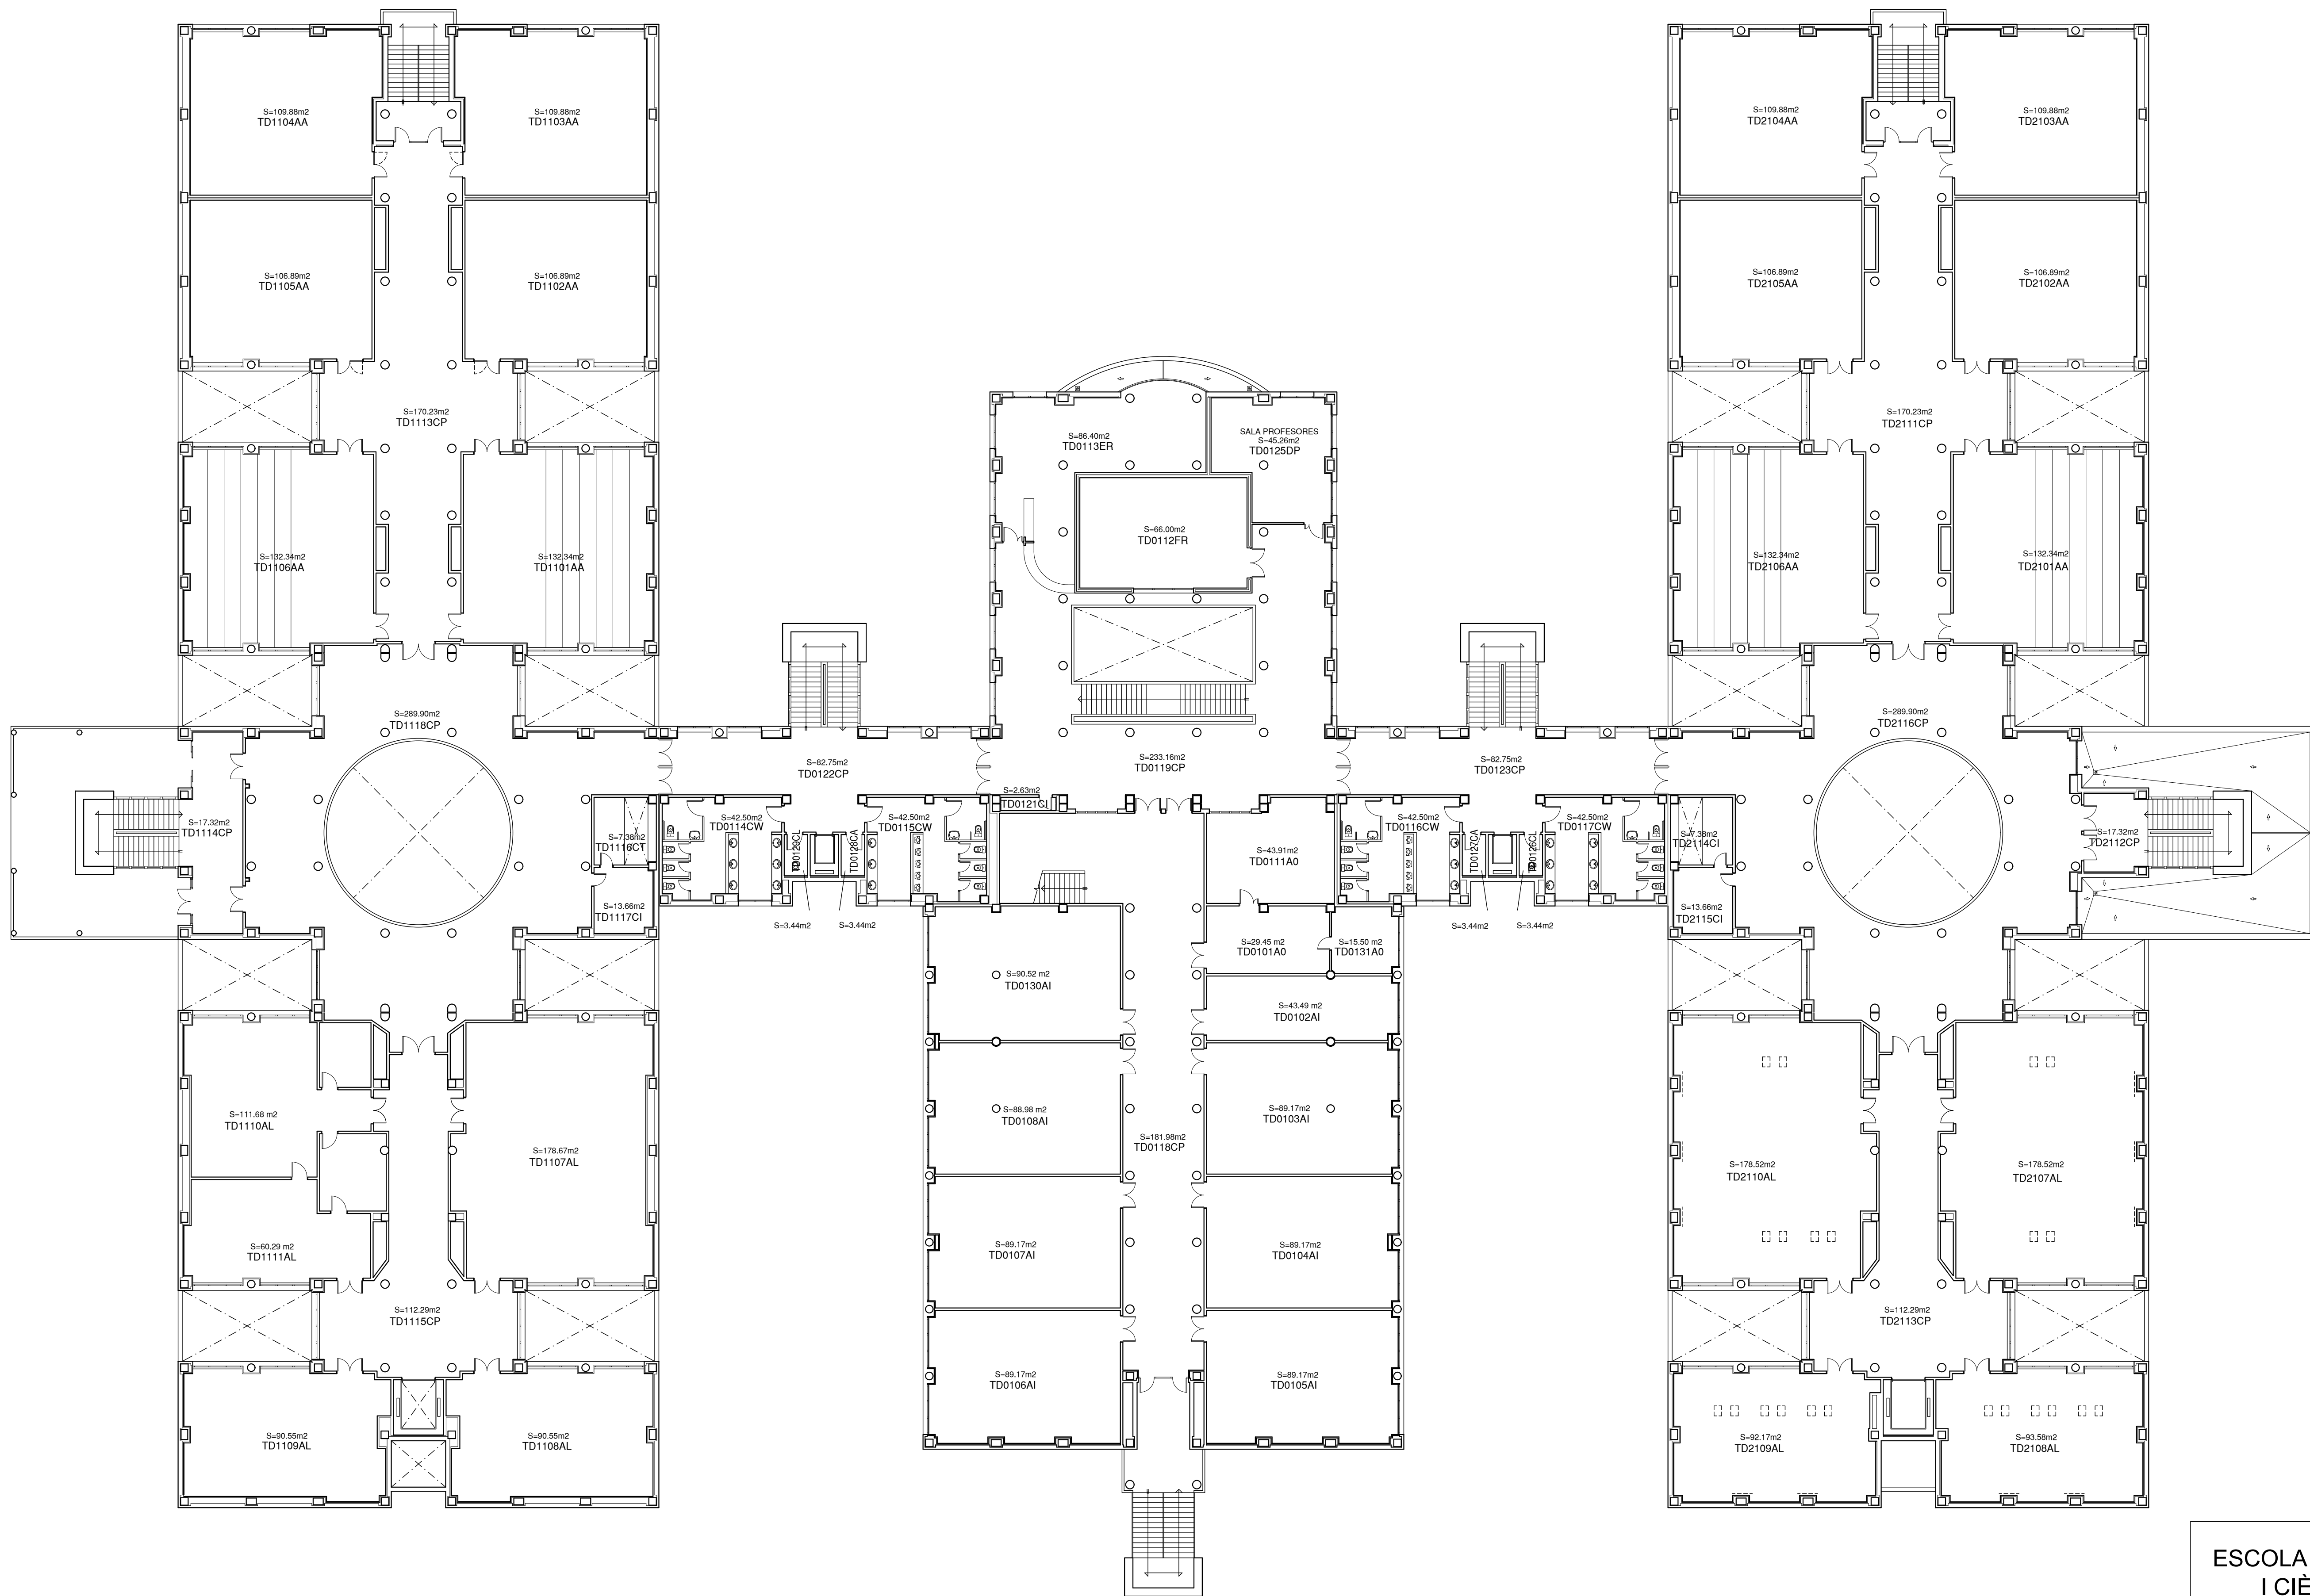 S=109.88m2
TD1104AA
S=109.88m2
TD1103AA
S=109.88m2
TD2104AA
S=109.88m2
TD2103AA
S=106.89m2
TD1105AA
S=106.89m2
TD1102AA
S=106.89m2
TD2105AA
S=106.89m2
TD2102AA
S=170.23m2
TD1113CP
S=86.40m2
TD0113ER
SALA PROFESORES
S=45.26m2
TD0125DP
S=170.23m2
TD2111CP
S=132.34m2
TD1106AA
S=132.34m2
TD1101AA
S=66.00m2
TD0112FR
S=132.34m2
TD2106AA
S=132.34m2
TD2101AA
S=289.90m2
TD1118CP
S=82.75m2
TD0122CP
S=233.16m2
TD0119CP
S=82.75m2
TD0123CP
S=289.90m2
TD2116CP
S=2.63m2
TD0121CI
S=17.32m2
TD1114CP
S=7.38m2
TD1116CT
S=42.50m2
TD0114CW
TD0129CL
TD0128CA
S=42.50m2
TD0115CW
S=43.91m2
TD0111A0
S=42.50m2
TD0116CW
TD0127CA
TD0126CL
S=42.50m2
TD0117CW
S=7.38m2
TD2114CI
S=17.32m2
TD2112CP
S=13.66m2
TD1117CI
S=3.44m2
S=3.44m2
S=3.44m2
S=3.44m2
S=13.66m2
TD2115CI
S=29.45 m2
TD0101A0
S=15.50 m2
TD0131A0
S=90.52 m2
TD0130AI
S=43.49 m2
TD0102AI
S=111.68 m2
TD1110AL
S=178.67m2
TD1107AL
S=88.98 m2
TD0108AI
S=181.98m2
TD0118CP
S=89.17m2
TD0103AI
S=178.52m2
TD2110AL
S=178.52m2
TD2107AL
S=60.29 m2
TD1111AL
S=89.17m2
TD0107AI
S=89.17m2
TD0104AI
S=112.29m2
TD1115CP
S=112.29m2
TD2113CP
S=89.17m2
TD0106AI
S=89.17m2
TD0105AI
S=90.55m2
TD1109AL
S=90.55m2
TD1108AL
S=92.17m2
TD2109AL
S=93.58m2
TD2108AL
ESCOLA
I CIÈ